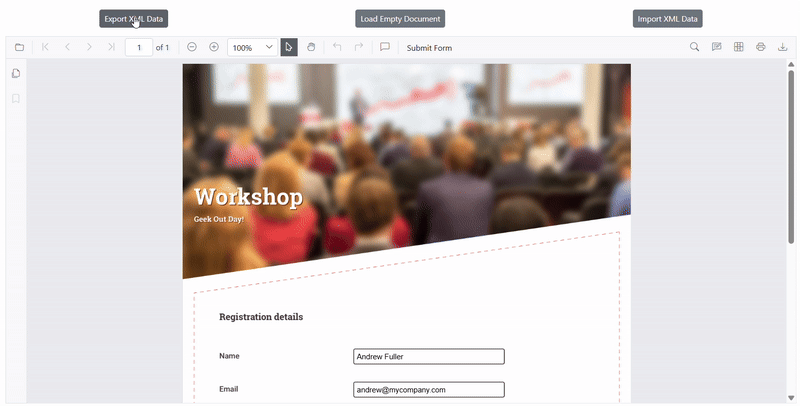 Export XML Data
Load Empty Document
Import XML Data
1 of 1
100%
Submit Form
Workshop
Geek Out Day!
Registration details
Name
Andrew Fuller
Email
andrew@mycompany.com